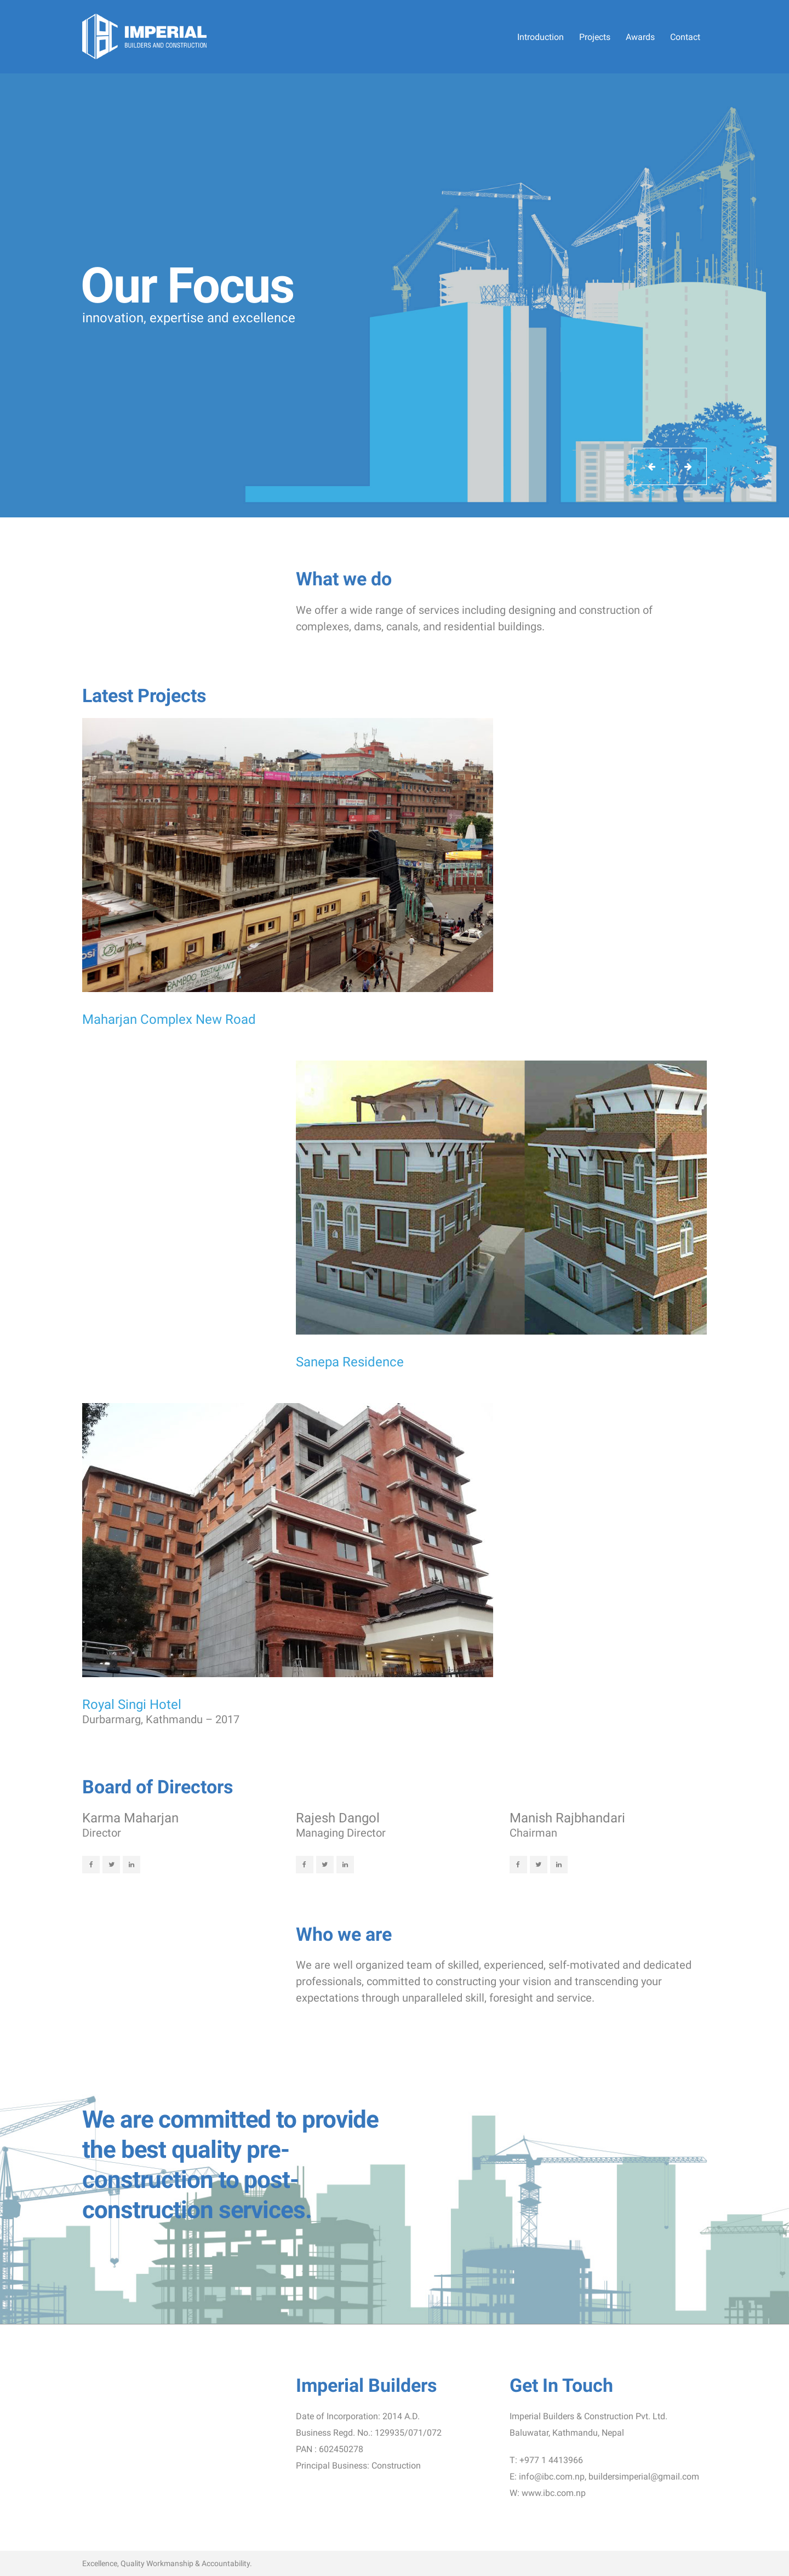 IMPERIAL
BUILDERS AND CONSTRUCTION
Introduction Projects Awards Contact
Our Focus
innovation, expertise and excellence
What we do
We offer a wide range of services including designing and construction of
complexes, dams, canals, and residential buildings.
Latest Projects
BAMBOO RESTAURANT
Maharjan Complex New Road
Sanepa Residence
Royal Singi Hotel
Durbarmarg, Kathmandu – 2017
Board of Directors
Karma Maharjan
Director
Rajesh Dangol
Managing Director
Manish Rajbhandari
Chairman
Who we are
We are well organized team of skilled, experienced, self-motivated and dedicated
professionals, committed to constructing your vision and transcending your
expectations through unparalleled skill, foresight and service.
We are committed to provide
the best quality pre-
construction to post-
construction services.
Imperial Builders
Date of Incorporation: 2014 A.D.
Business Regd. No.: 129935/071/072
PAN : 602450278
Principal Business: Construction
Get In Touch
Imperial Builders & Construction Pvt. Ltd.
Baluwatar, Kathmandu, Nepal
T: +977 1 4413966
E: info@ibc.com.np, buildersimperial@gmail.com
W: www.ibc.com.np
Excellence, Quality Workmanship & Accountability.